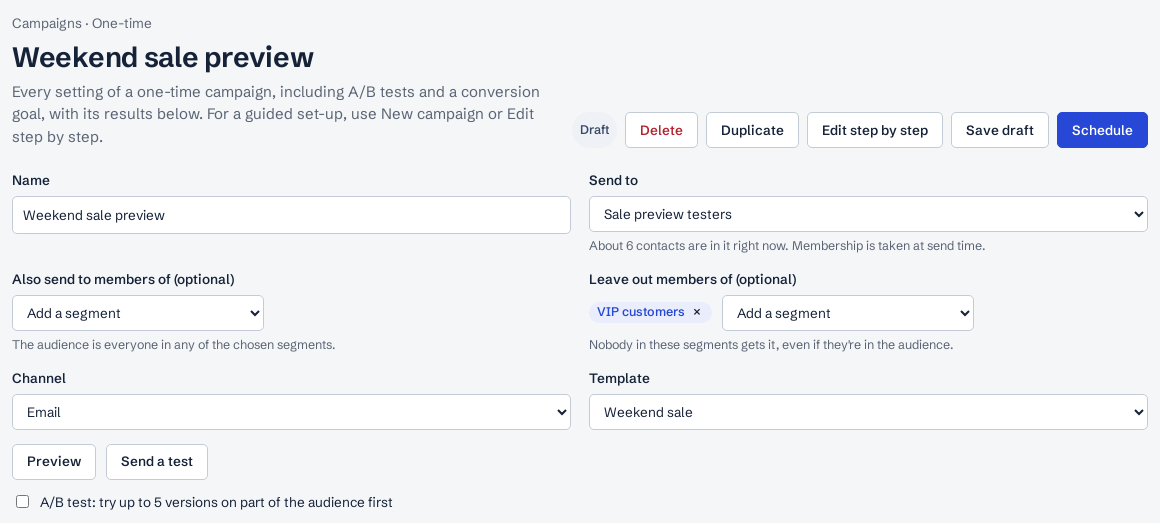 Campaigns · One-time
Weekend sale preview
Every setting of a one-time campaign, including A/B tests and a conversion
goal, with its results below. For a guided set-up, use New campaign or Edit
step by step.
Draft
Delete
Duplicate
Edit step by step
Save draft
Schedule
Name
Weekend sale preview
Send to
Sale preview testers
About 6 contacts are in it right now. Membership is taken at send time.
Also send to members of (optional)
Add a segment
The audience is everyone in any of the chosen segments.
Leave out members of (optional)
VIP customers ×
Add a segment
Nobody in these segments gets it, even if they're in the audience.
Channel
Email
Template
Weekend sale
Preview
Send a test
A/B test: try up to 5 versions on part of the audience first